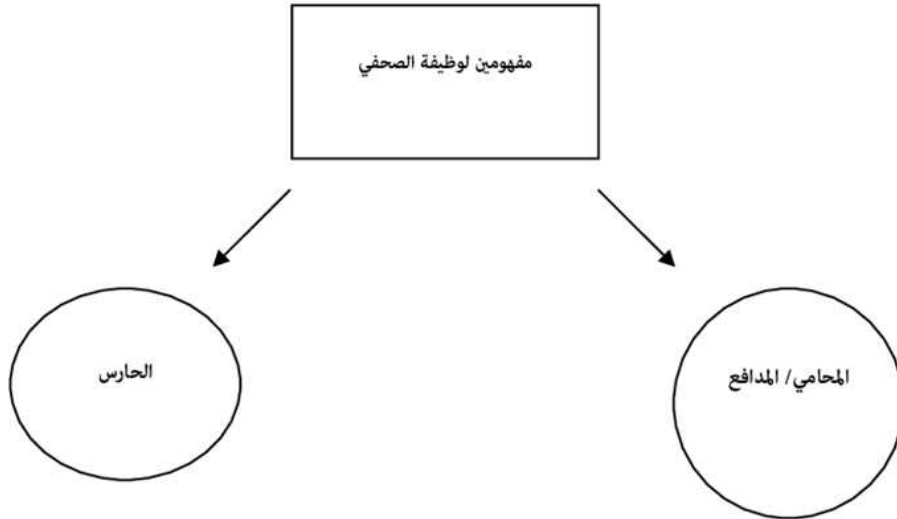 مفهومين لوظيفة الصحفي
المحامي/ المدافع
الحارس